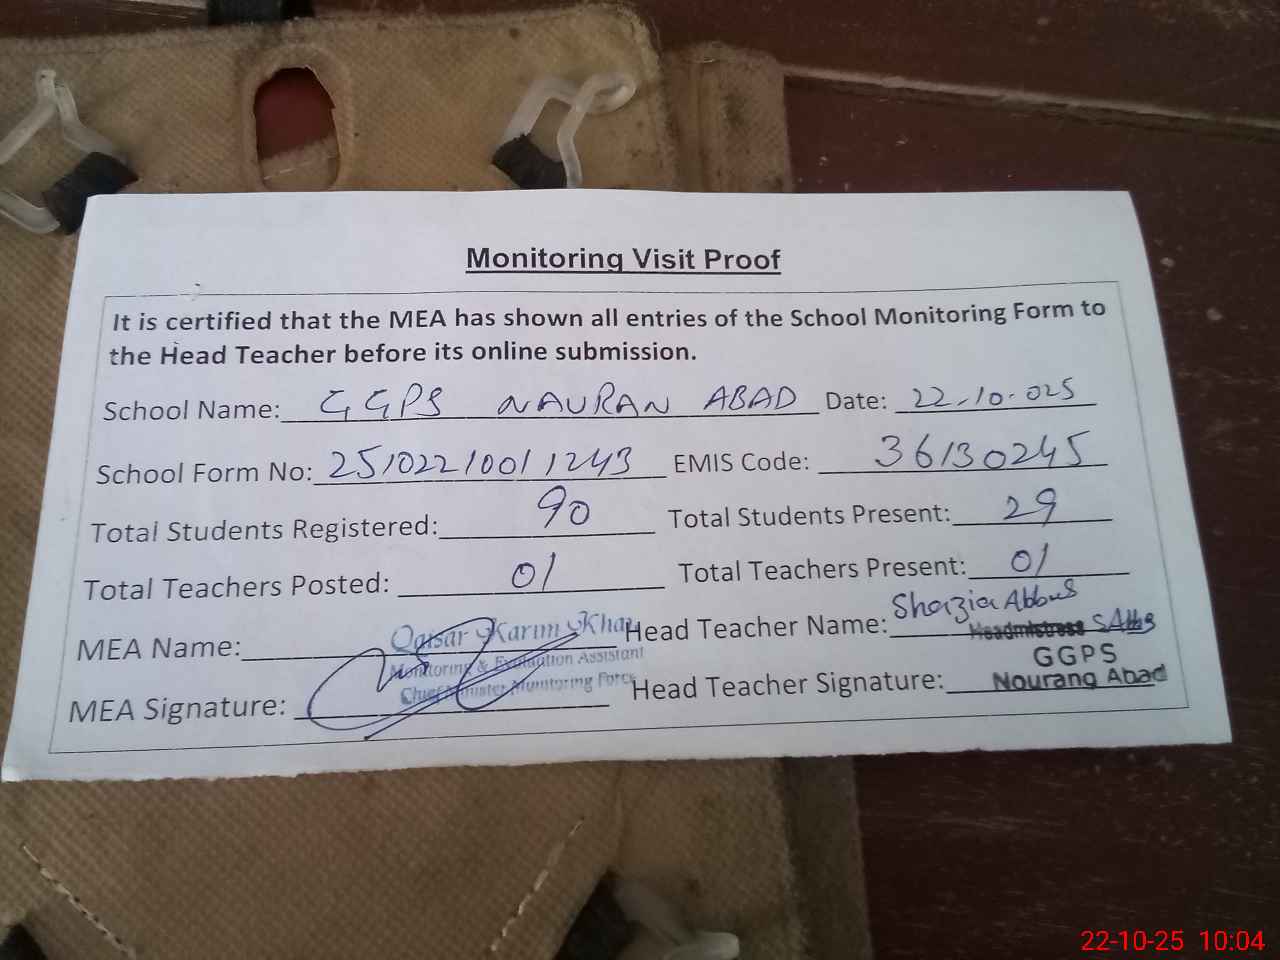 Monitoring Visit Proof
It is certified that the MEA has shown all entries of the School Monitoring Form to
the Head Teacher before its online submission.
School Name: GGPS NAURAN ABAD Date: 22-10-025
School Form No: 25102210011243 EMIS Code: 36130245
Total Students Registered: 90 Total Students Present: 29
Total Teachers Posted: 01 Total Teachers Present: 01
MEA Name: Qaisar Karim Khan Head Teacher Name: Shazia Abbas
Monitoring & Evaluation Assistant Headmistress SAbbas
Chief Minister Monitoring Force GGPS
MEA Signature: Head Teacher Signature: Nourang Abad
22-10-25 10:04